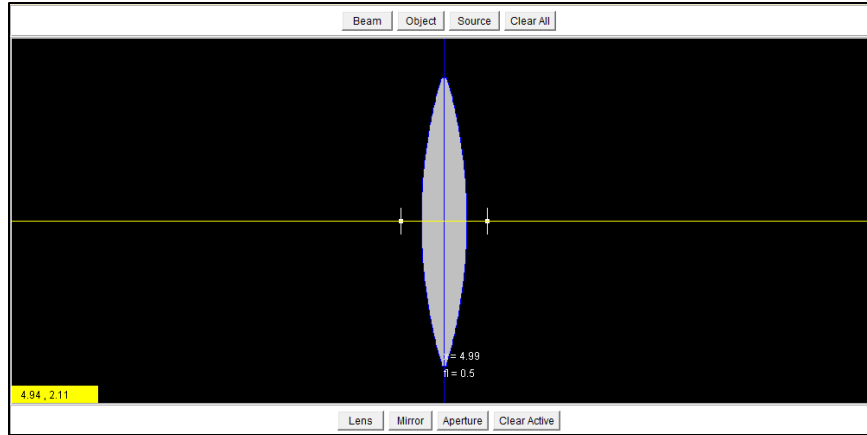 Beam Object Source Clear All
= 4.99
fl = 0.5
4.94 , 2.11
Lens Mirror Aperture Clear Active